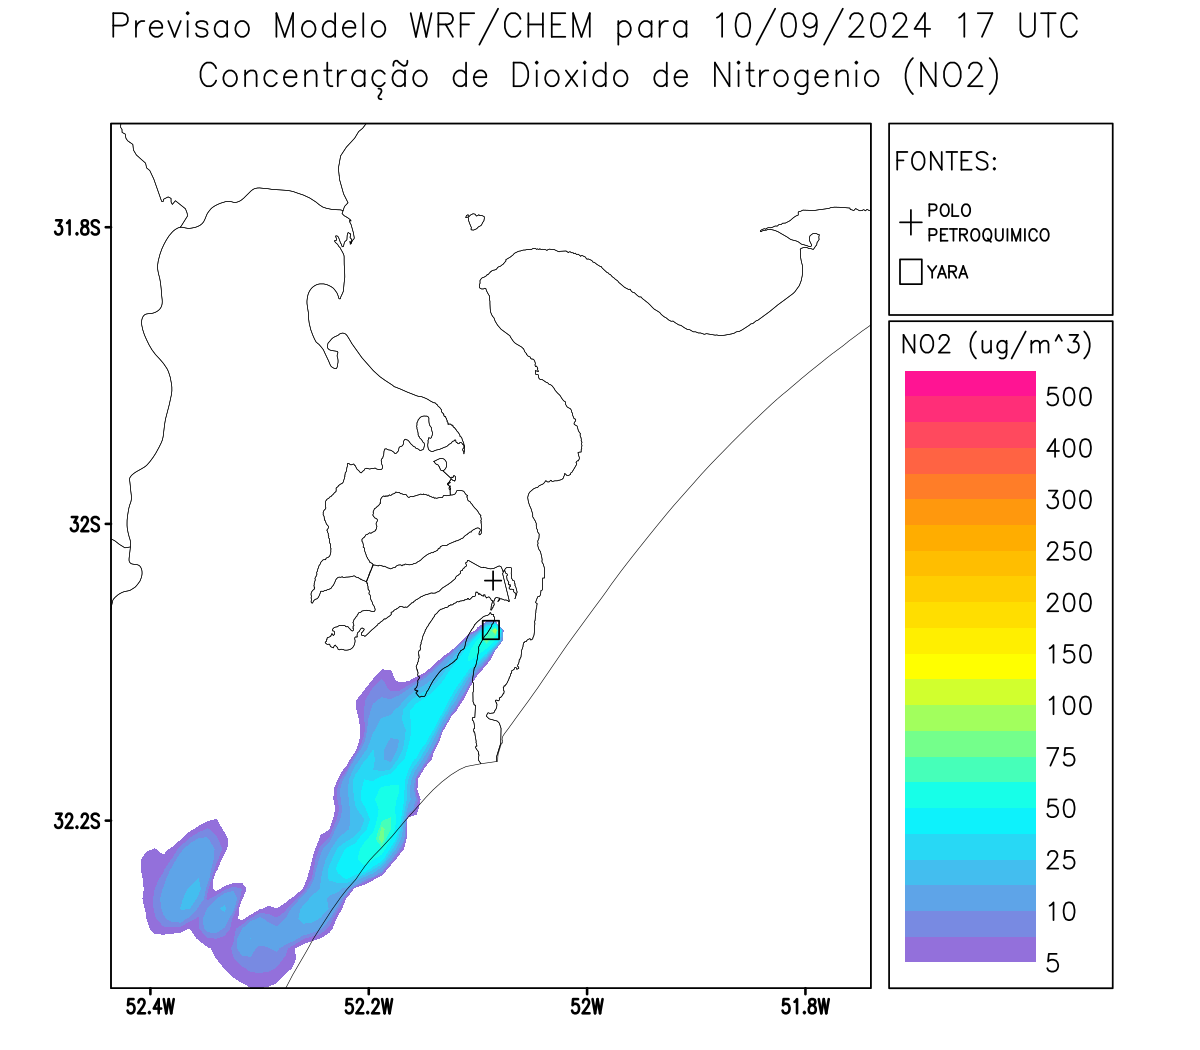 Previsao Modelo WRF/CHEM para 10/09/2024 17 UTC
Concentração de Dioxido de Nitrogenio (NO2)
FONTES:
POLO
PETROQUIMICO
YARA
NO2 (ug/m^3)
500
400
300
250
200
150
100
75
50
25
10
5
31.8S
32S
32.2S
52.4W
52.2W
52W
51.8W